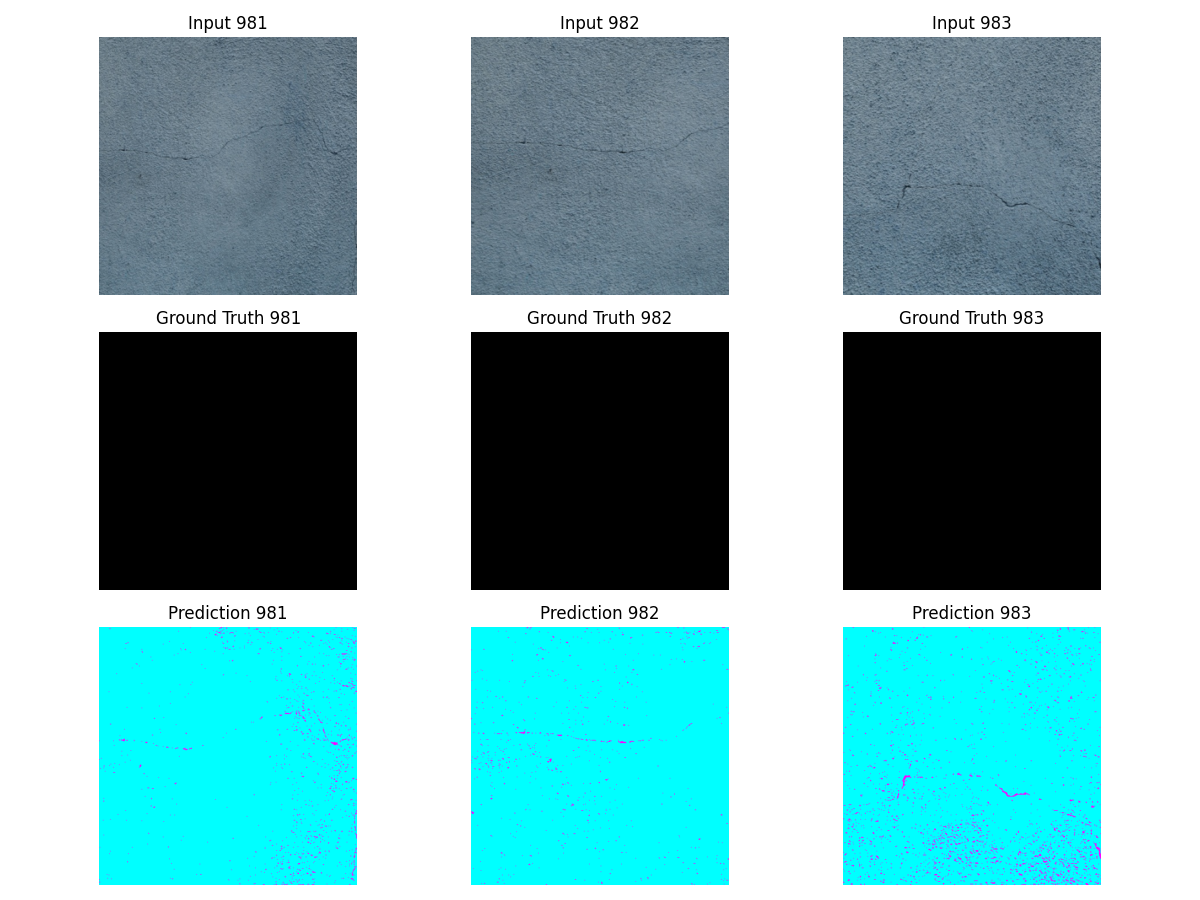 Input 981
Input 982
Input 983
Ground Truth 981
Ground Truth 982
Ground Truth 983
Prediction 981
Prediction 982
Prediction 983